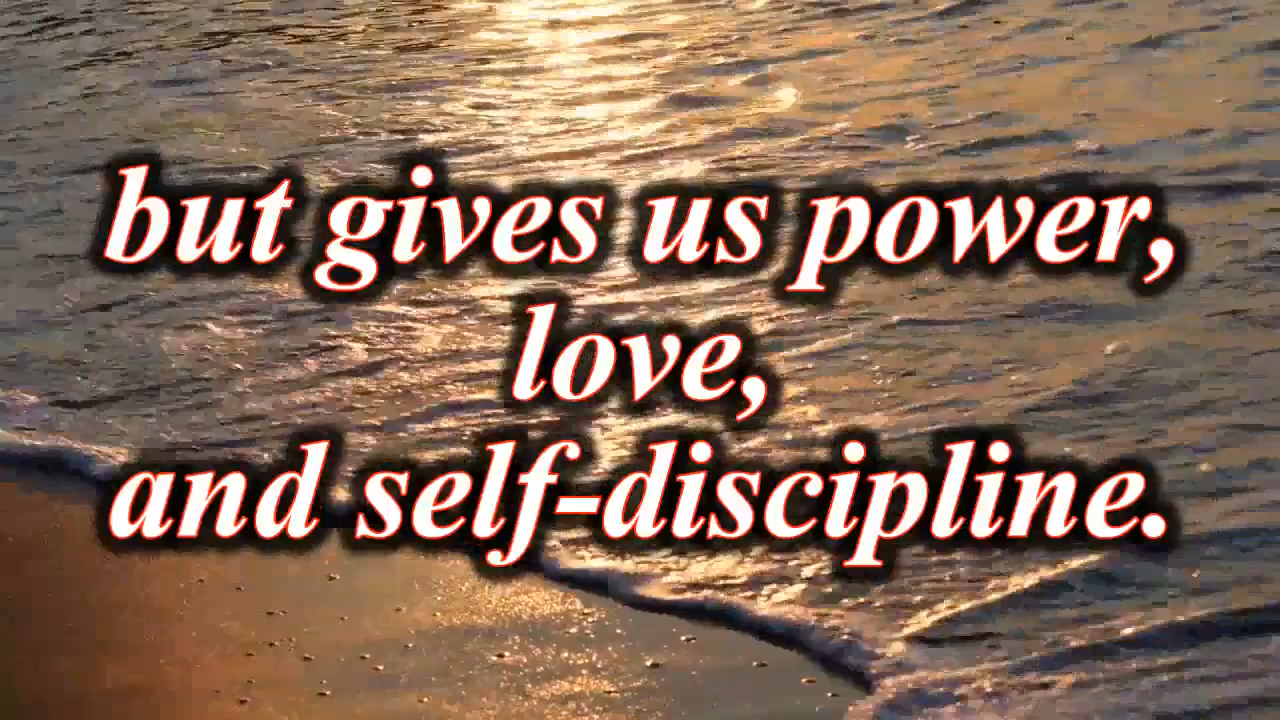 but gives us power,
love,
and self-discipline.